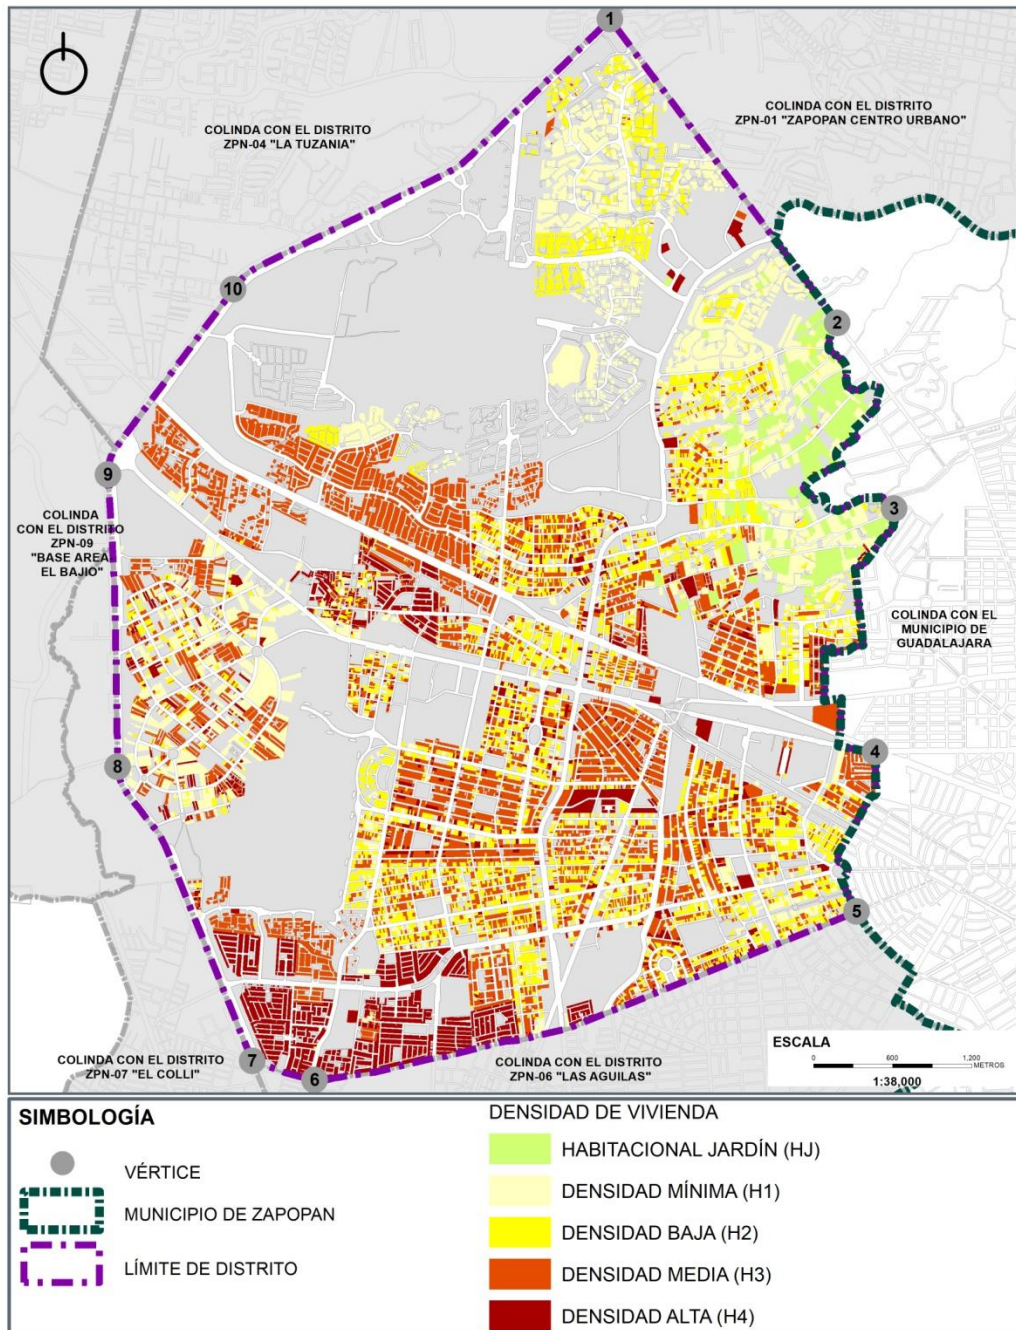 1
COLINDA CON EL DISTRITO
ZPN-04 "LA TUZANIA"
COLINDA CON EL DISTRITO
ZPN-01 "ZAPOPAN CENTRO URBANO"
10
2
9
3
COLINDA
CON EL DISTRITO
ZPN-09
"BASE AREA
EL BAJIO"
COLINDA CON EL
MUNICIPIO DE
GUADALAJARA
8
4
5
COLINDA CON EL DISTRITO
ZPN-07 "EL COLLI"
7
6
COLINDA CON EL DISTRITO
ZPN-06 "LAS AGUILAS"
ESCALA
0 600 1,200
METROS
1:38,000
SIMBOLOGÍA
VÉRTICE
MUNICIPIO DE ZAPOPAN
LÍMITE DE DISTRITO
DENSIDAD DE VIVIENDA
HABITACIONAL JARDÍN (HJ)
DENSIDAD MÍNIMA (H1)
DENSIDAD BAJA (H2)
DENSIDAD MEDIA (H3)
DENSIDAD ALTA (H4)